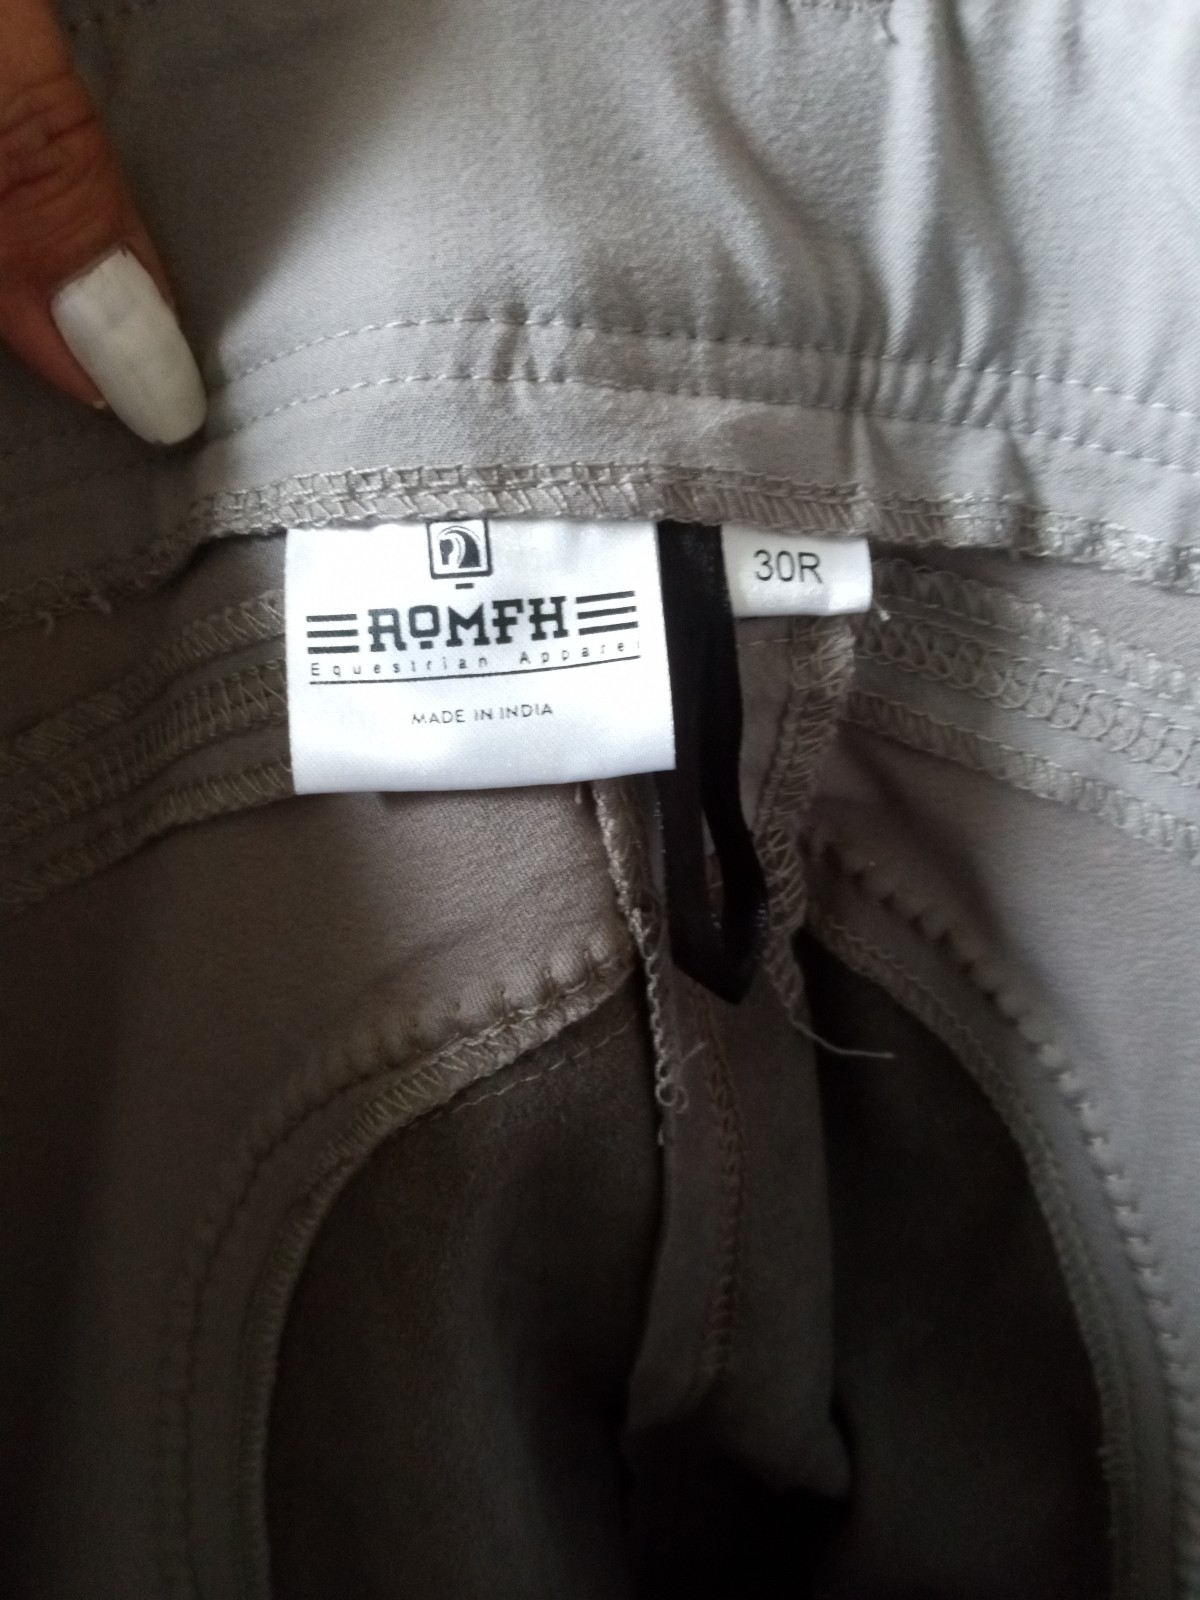 30R
ROMFH
Equestrian Apparel
MADE IN INDIA